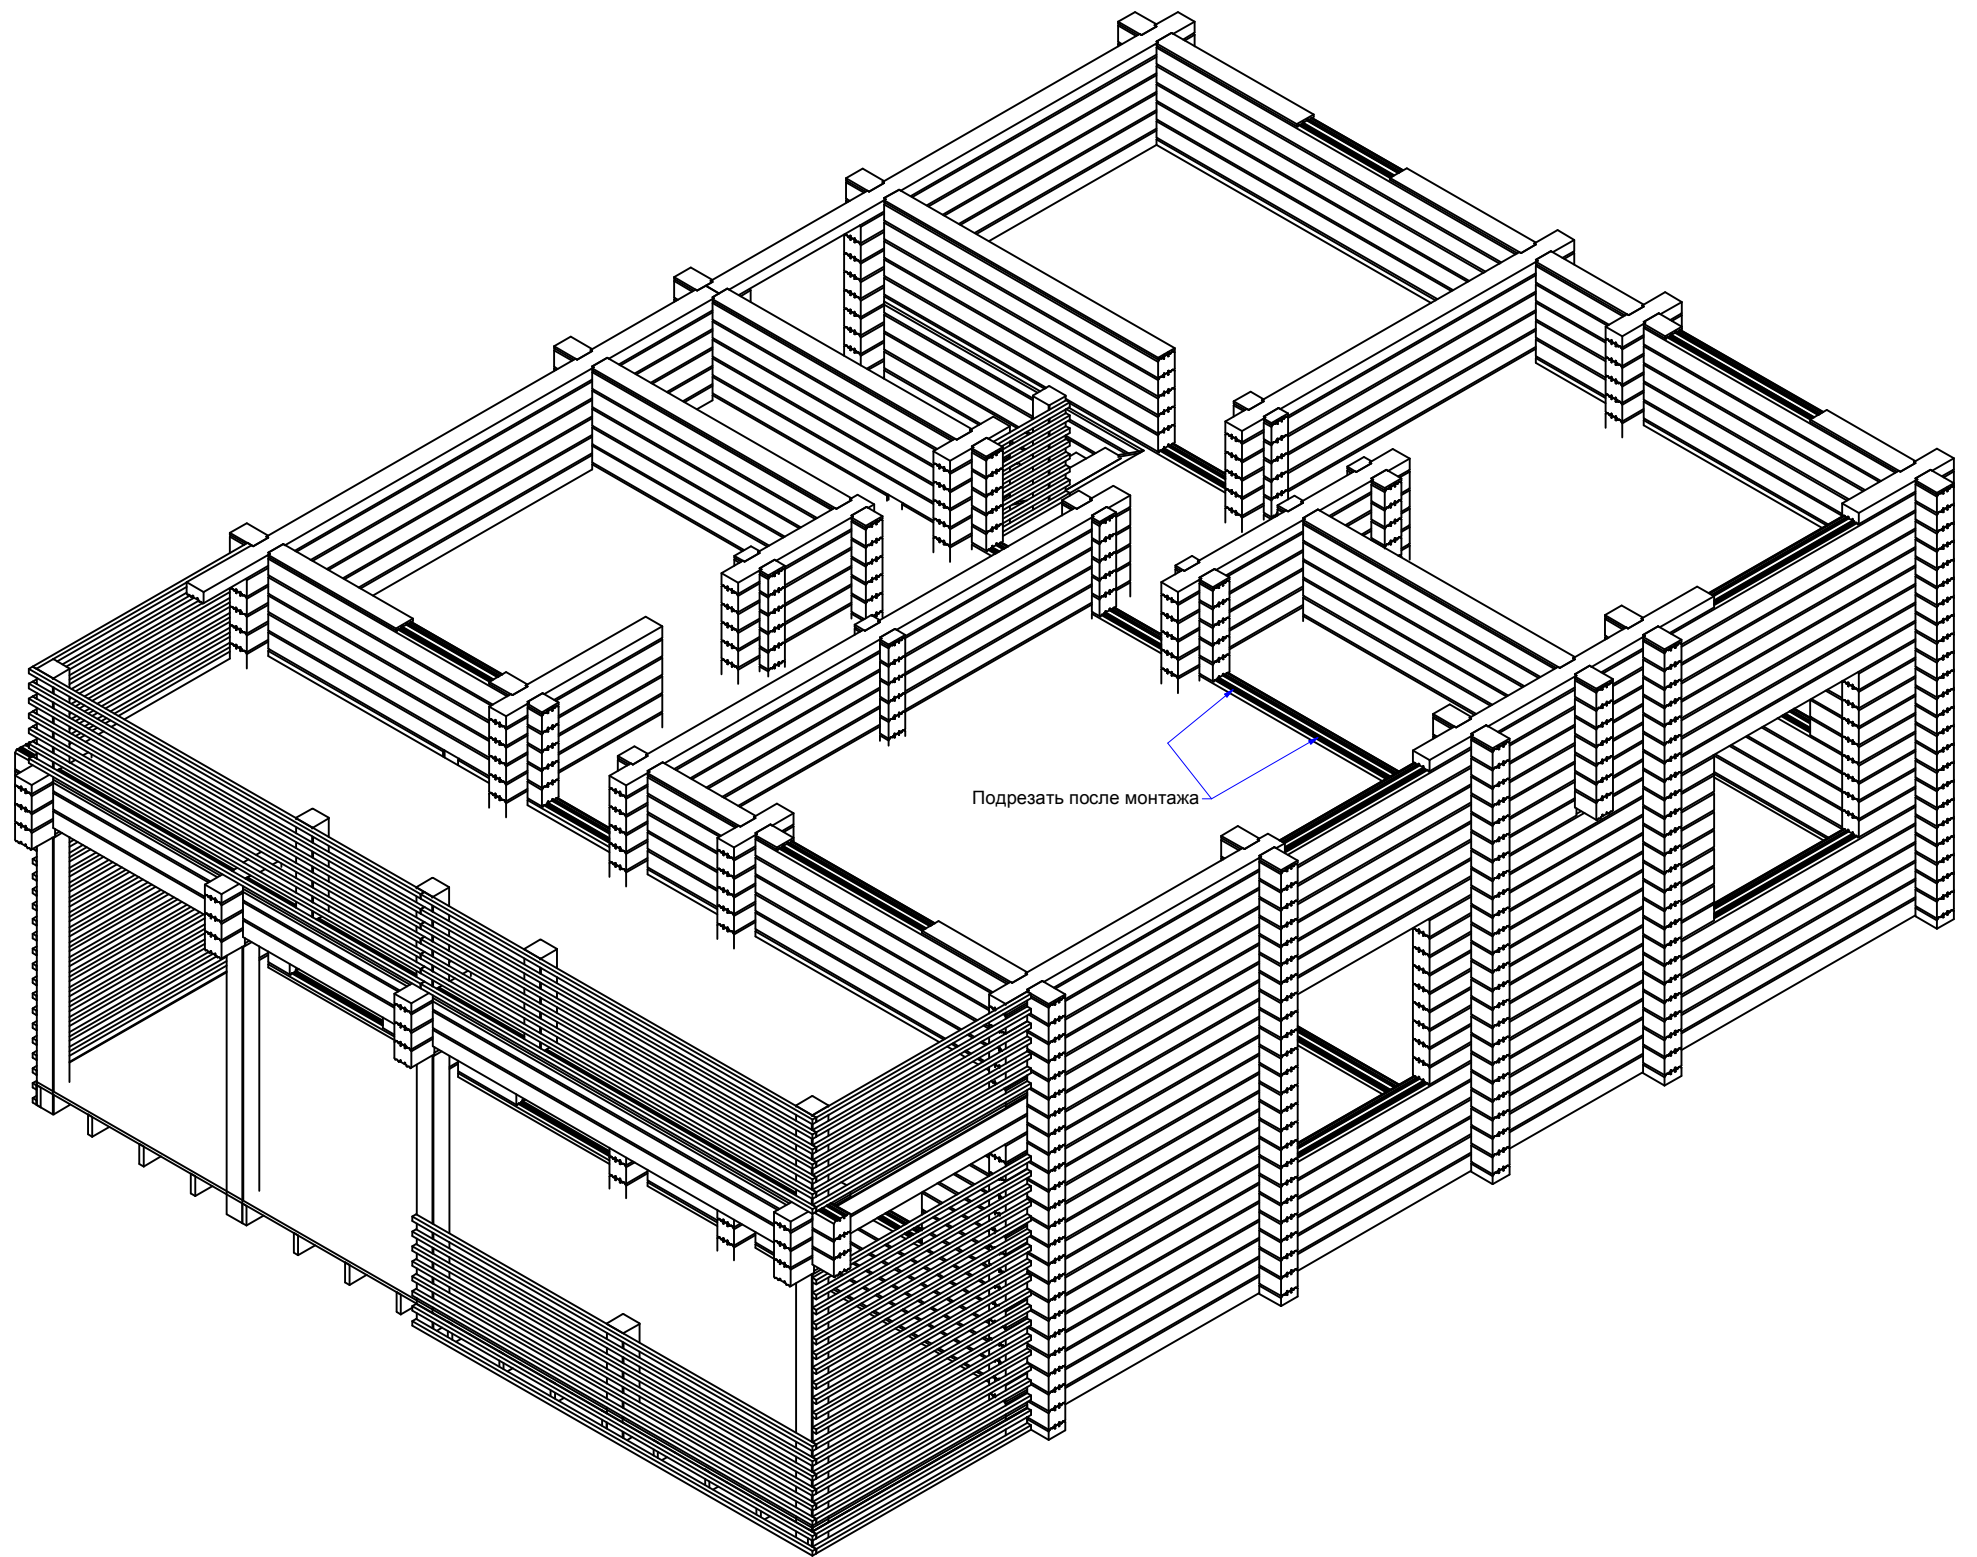 Подрезать после монтажа